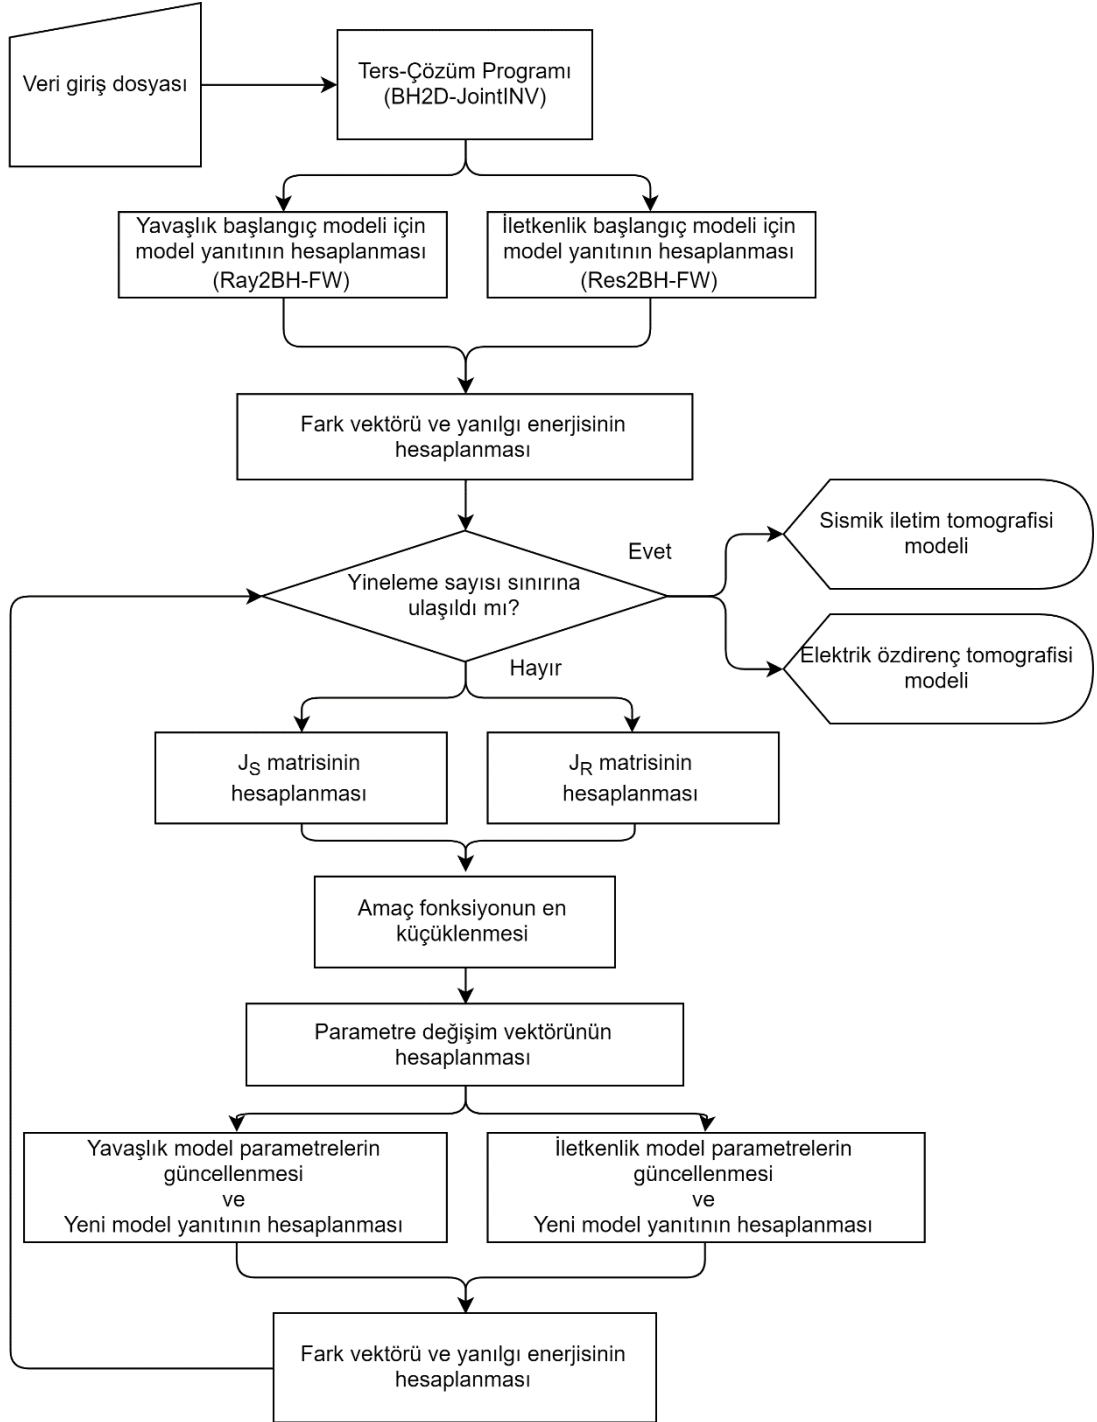 Veri giriş dosyası
Ters-Çözüm Programı
(BH2D-JointINV)
Yavaşlık başlangıç modeli için
model yanıtının hesaplanması
(Ray2BH-FW)
İletkenlik başlangıç modeli için
model yanıtının hesaplanması
(Res2BH-FW)
Fark vektörü ve yanılgı enerjisinin
hesaplanması
Yineleme sayısı sınırına
ulaşıldı mı?
Evet
Sismik iletim tomografisi
modeli
Elektrik özdirenç tomografisi
modeli
Hayır
J_S matrisinin
hesaplanması
J_R matrisinin
hesaplanması
Amaç fonksiyonun en
küçüklenmesi
Parametre değişim vektörünün
hesaplanması
Yavaşlık model parametrelerin
güncellenmesi
ve
Yeni model yanıtının hesaplanması
İletkenlik model parametrelerin
güncellenmesi
ve
Yeni model yanıtının hesaplanması
Fark vektörü ve yanılgı enerjisinin
hesaplanması